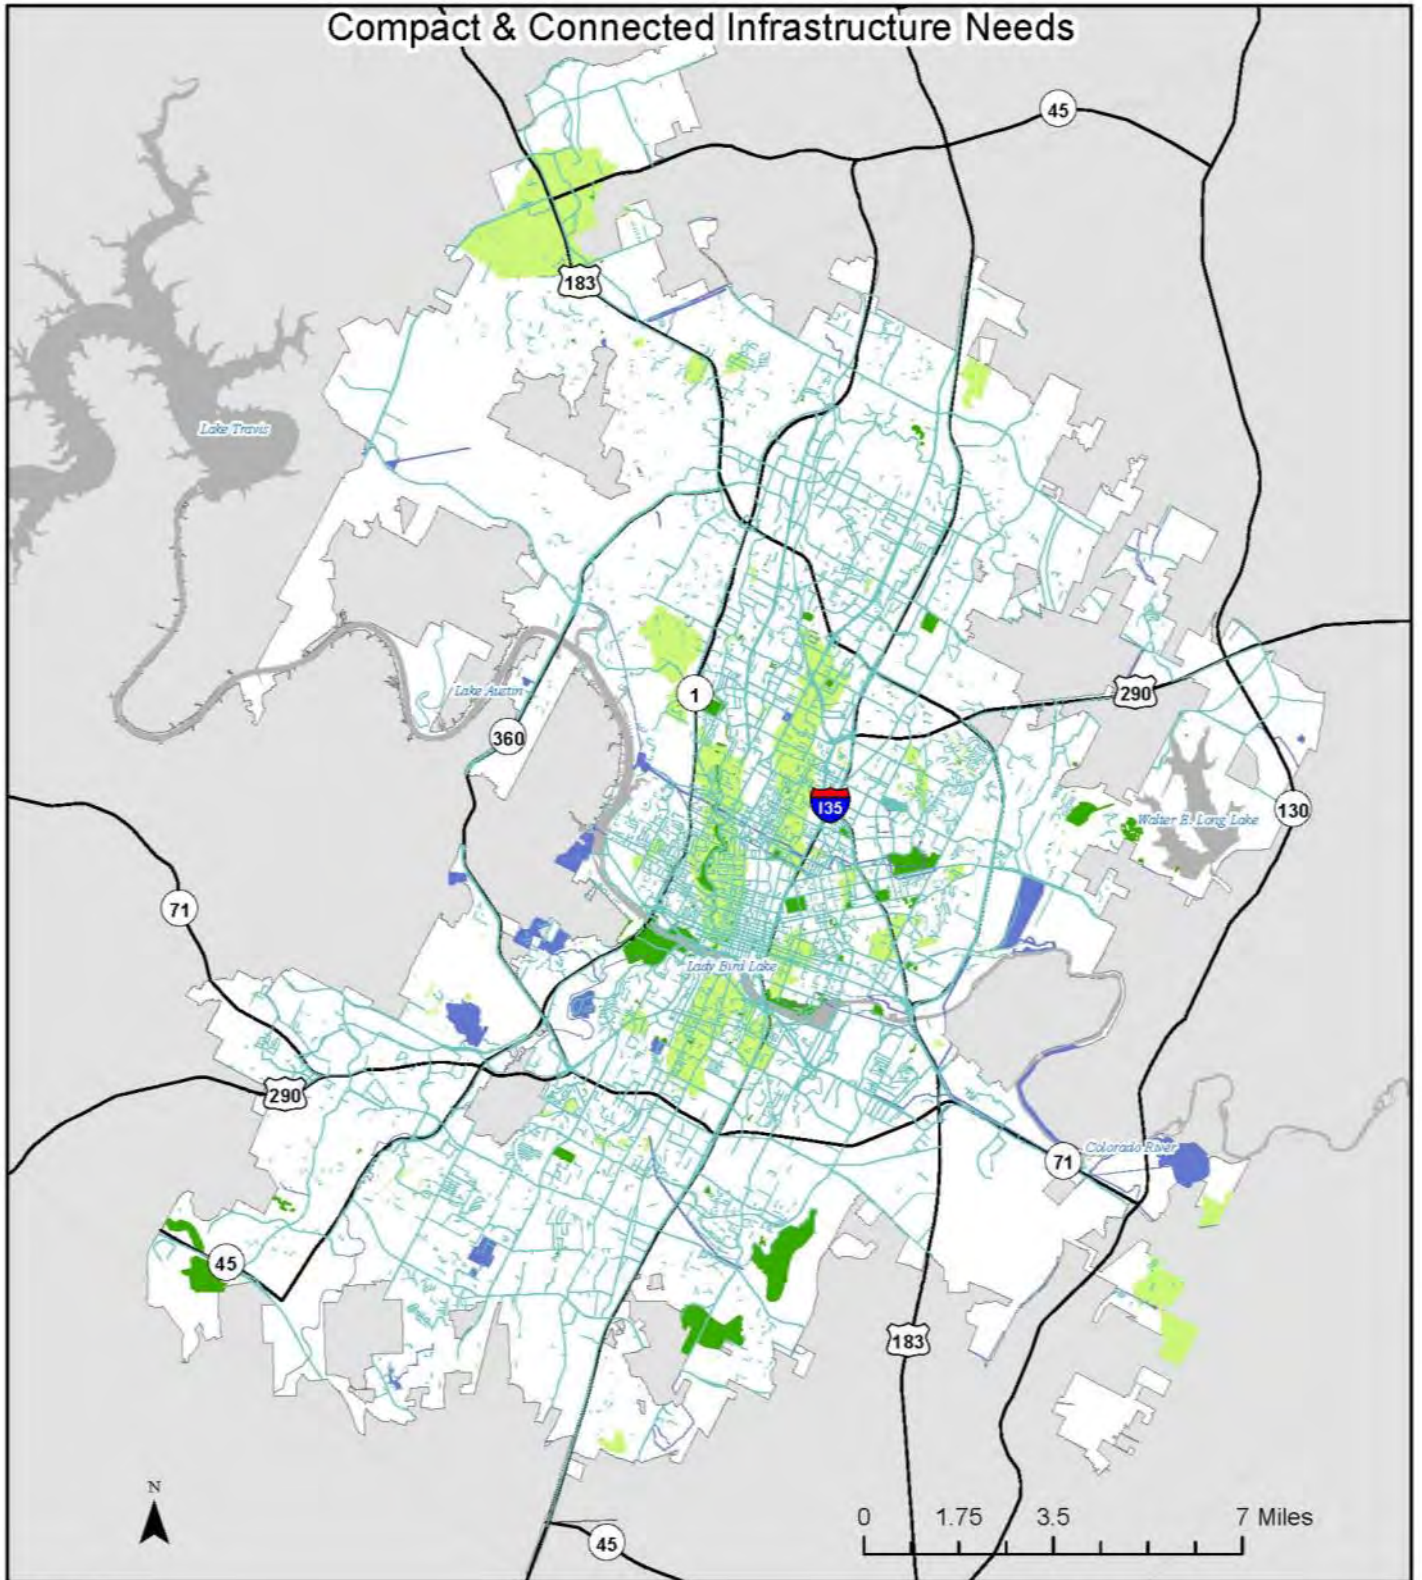 Compact & Connected Infrastructure Needs
45
183
Lake Travis
Lake Austin
1
290
360
I35
130
Walter E. Long Lake
71
Lady Bird Lake
290
71
Colorado River
45
183
N
0 1.75 3.5 7 Miles
45